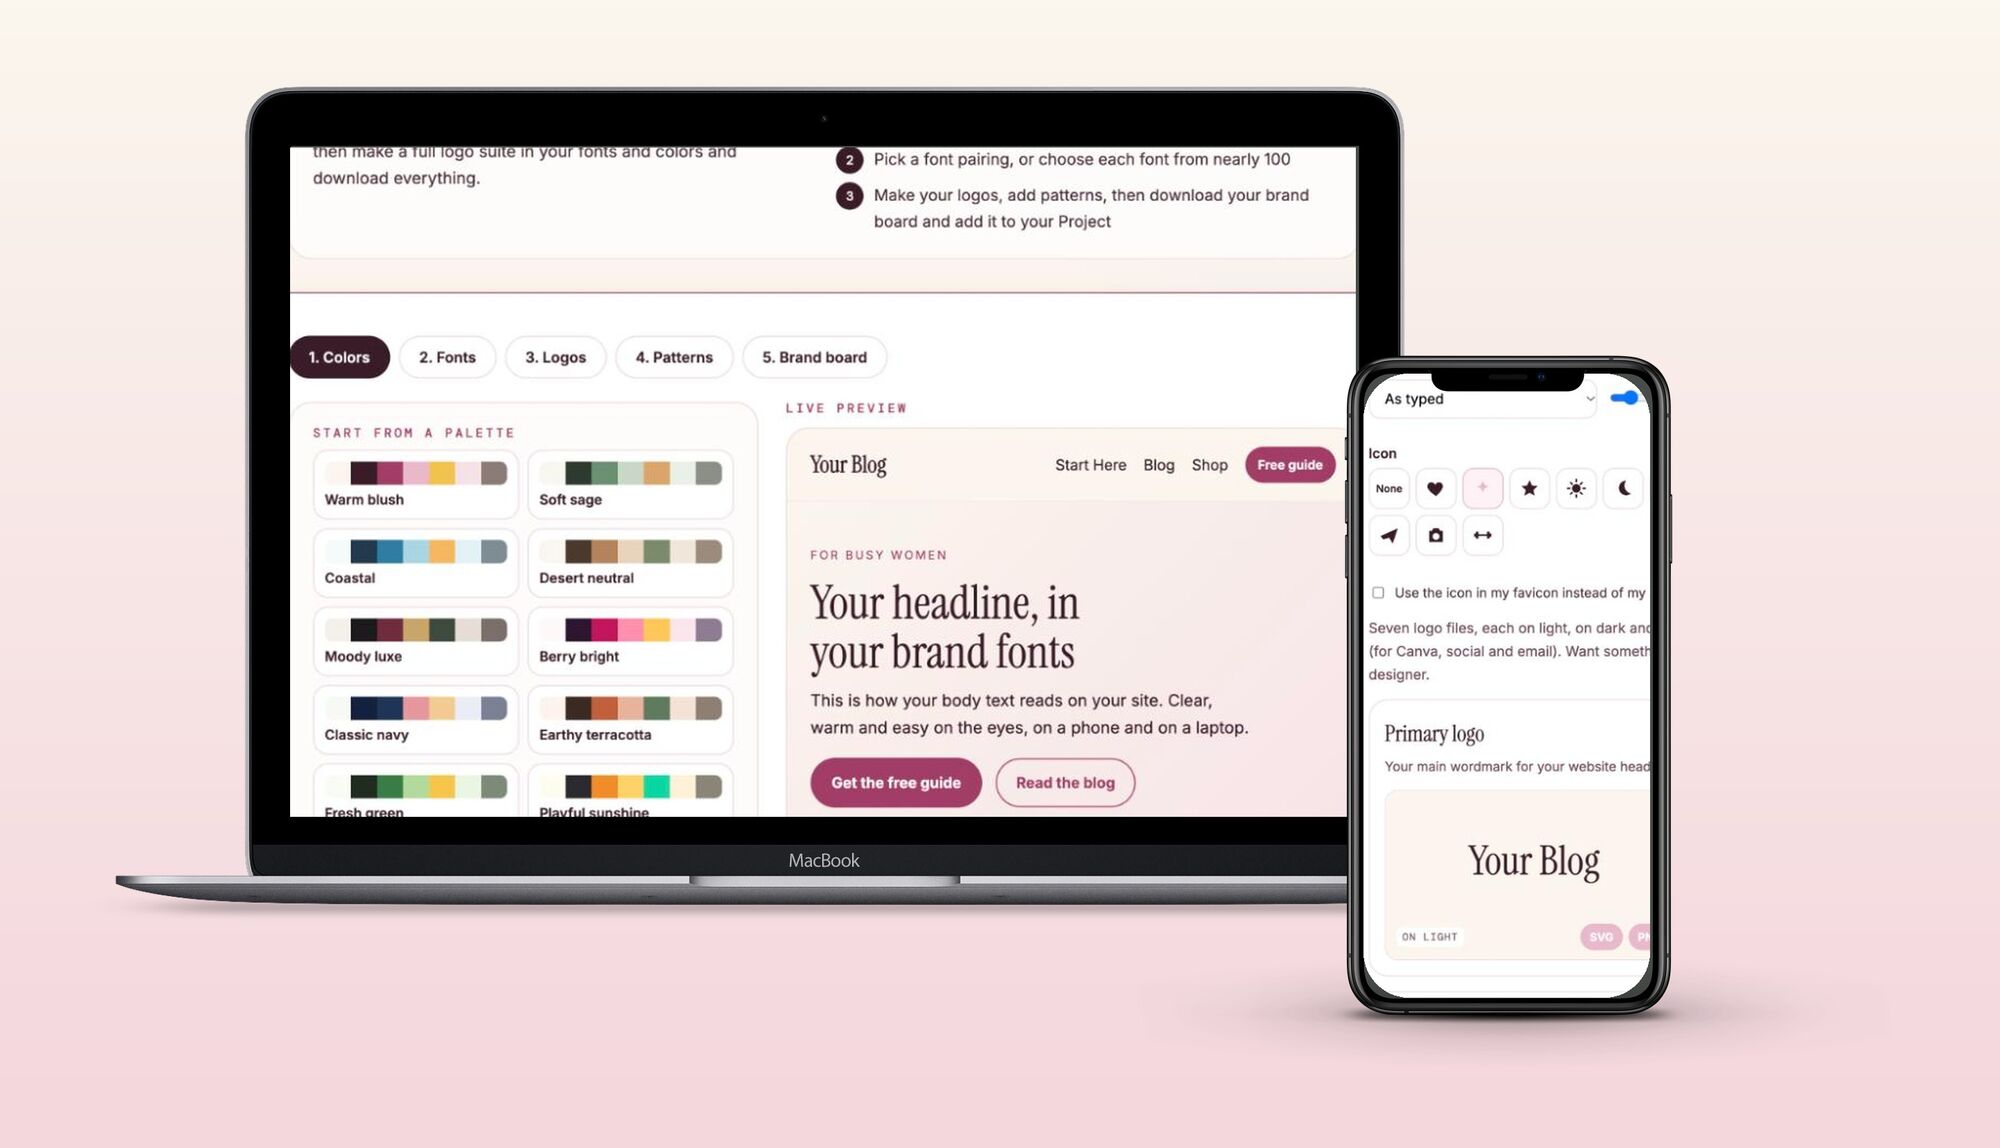 then make a full logo suite in your fonts and colors and
download everything.
2 Pick a font pairing, or choose each font from nearly 100
3 Make your logos, add patterns, then download your brand
board and add it to your Project
1. Colors
2. Fonts
3. Logos
4. Patterns
5. Brand board
START FROM A PALETTE
Warm blush
Soft sage
Coastal
Desert neutral
Moody luxe
Berry bright
Classic navy
Earthy terracotta
Fresh green
Playful sunshine
LIVE PREVIEW
Your Blog
Start Here
Blog
Shop
Free guide
FOR BUSY WOMEN
Your headline, in
your brand fonts
This is how your body text reads on your site. Clear,
warm and easy on the eyes, on a phone and on a laptop.
Get the free guide
Read the blog
MacBook
As typed
Icon
None
Use the icon in my favicon instead of my
Seven logo files, each on light, on dark and
(for Canva, social and email). Want someth
designer.
Primary logo
Your main wordmark for your website head
Your Blog
ON LIGHT
SVG
PN